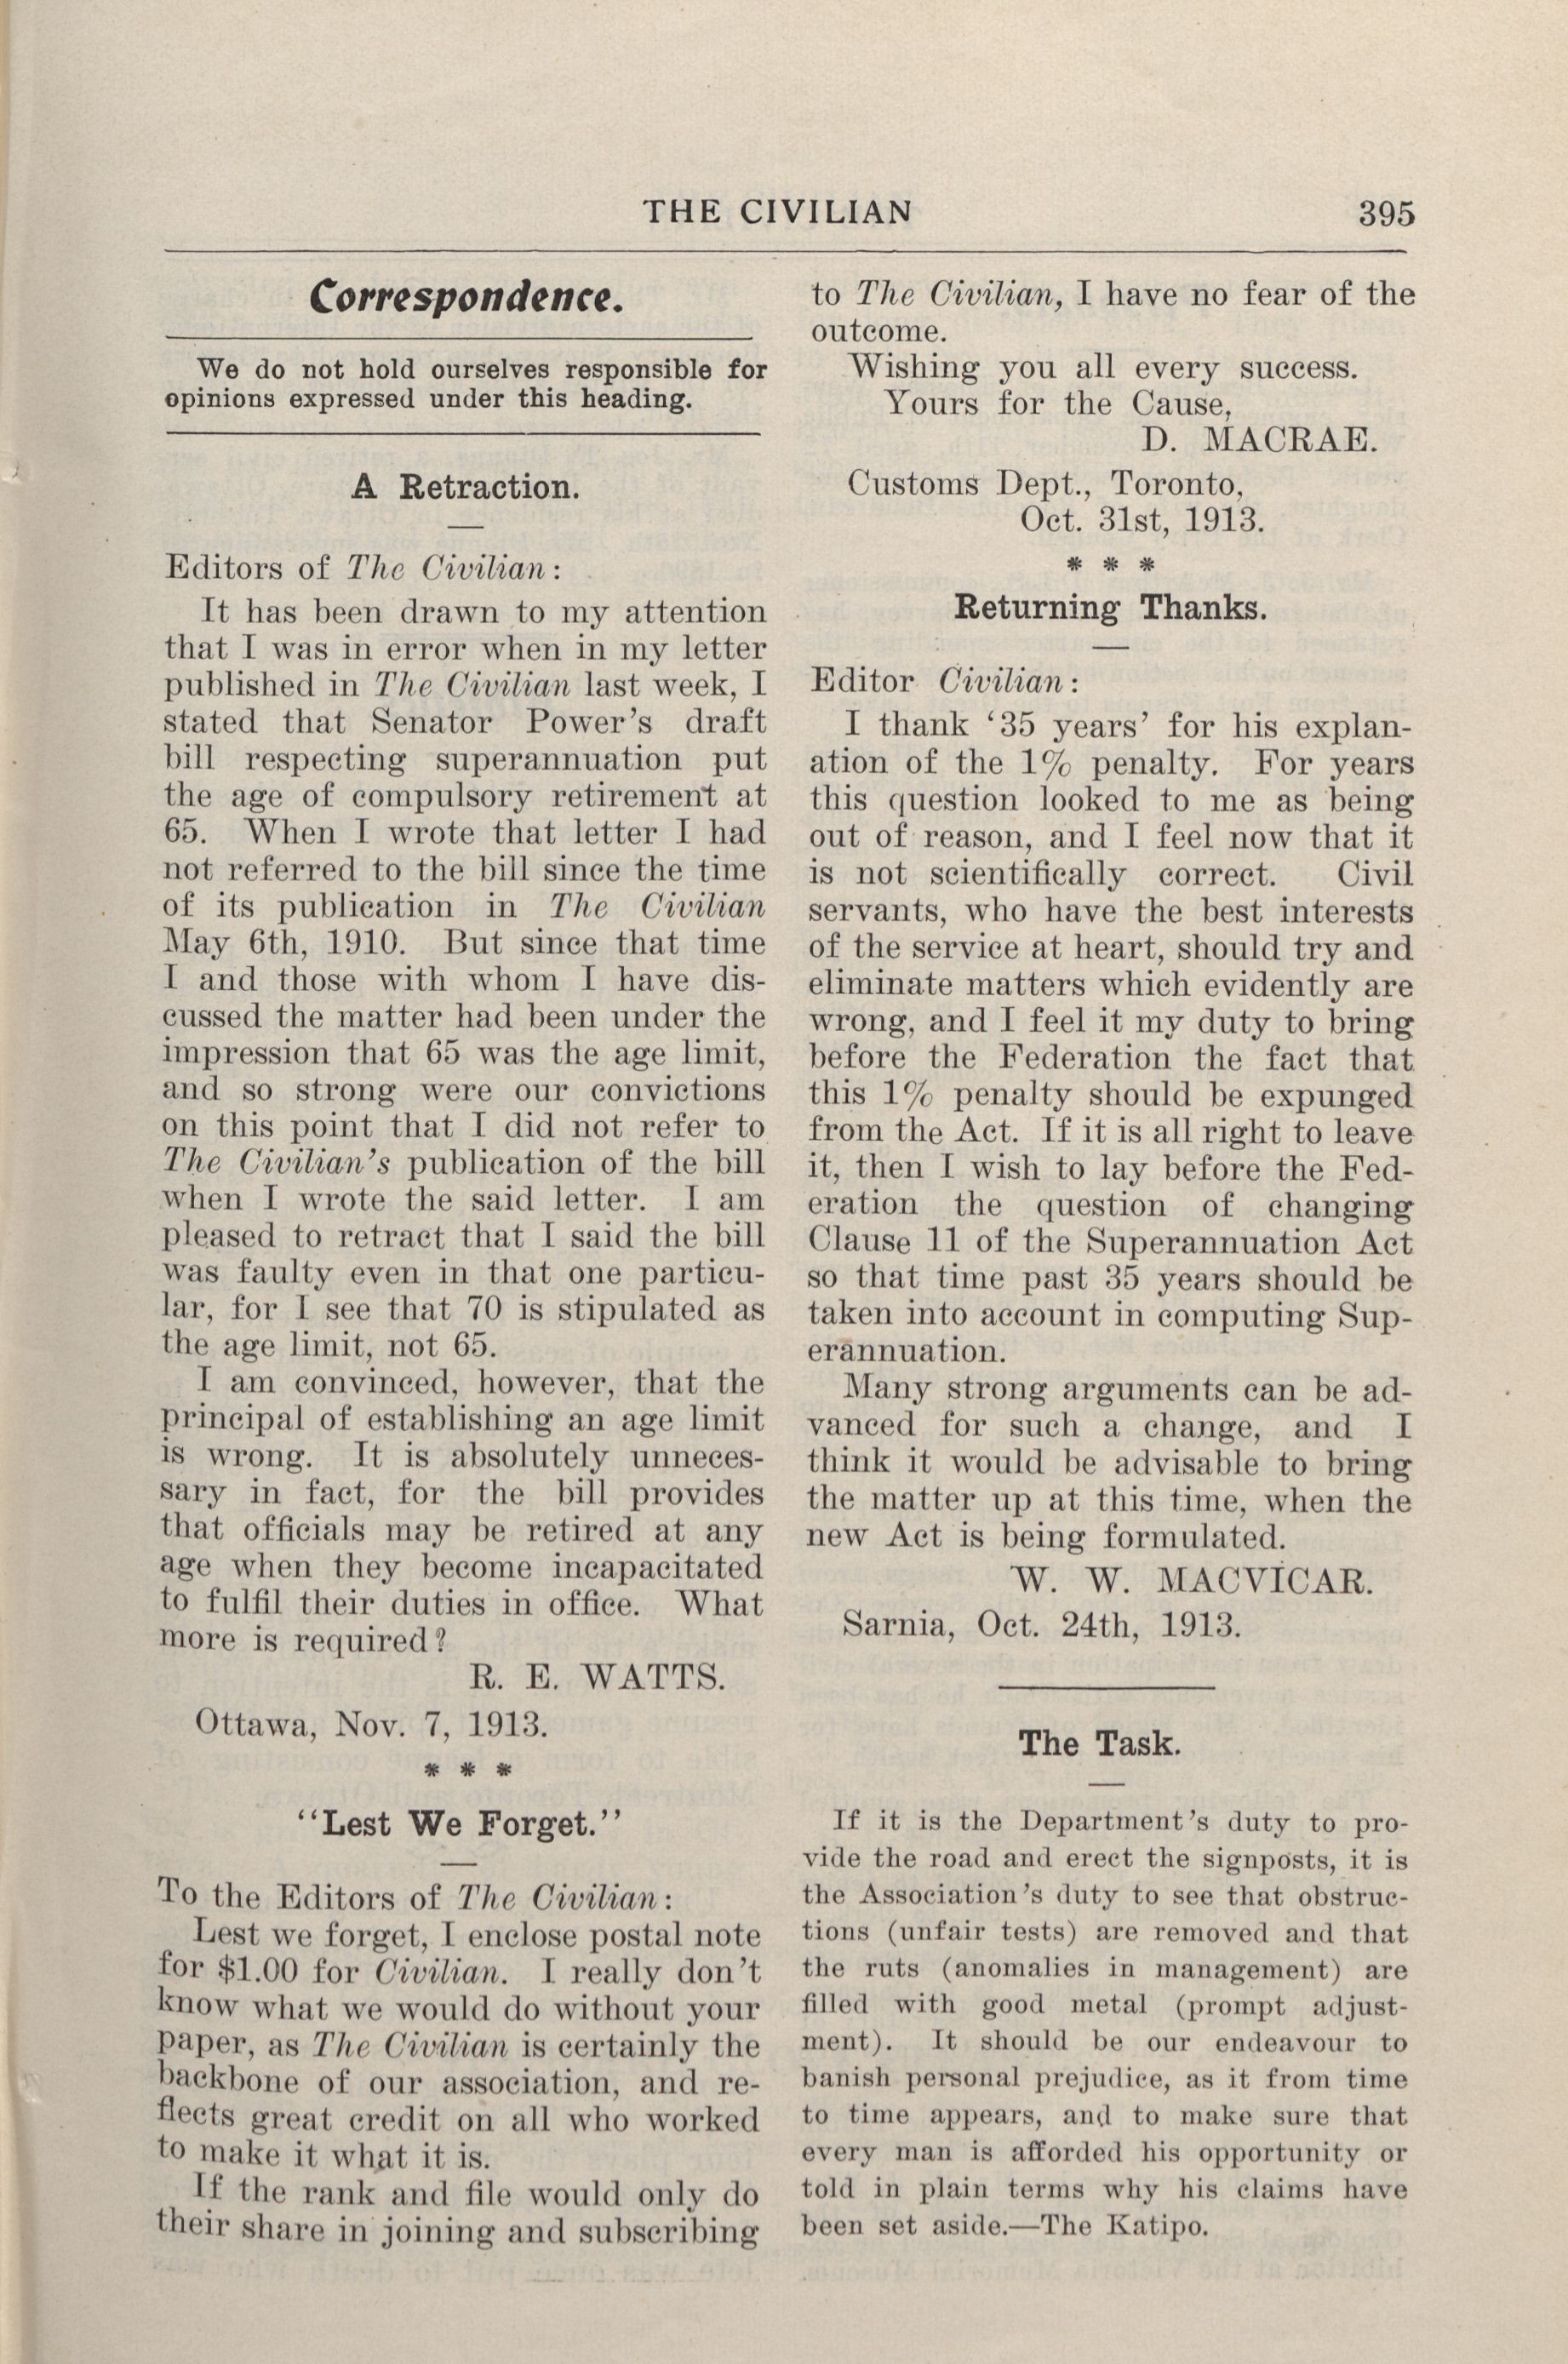 THE CIVILIAN 395
Correspondence.
We do not hold ourselves responsible for
opinions expressed under this heading.
A Retraction.
Editors of The Civilian:
It has been drawn to my attention
that I was in error when in my letter
published in The Civilian last week, I
stated that Senator Power's draft
bill respecting superannuation put
the age of compulsory retirement at
65. When I wrote that letter I had
not referred to the bill since the time
of its publication in The Civilian
May 6th, 1910. But since that time
I and those with whom I have dis-
cussed the matter had been under the
impression that 65 was the age limit,
and so strong were our convictions
on this point that I did not refer to
The Civilian's publication of the bill
when I wrote the said letter. I am
pleased to retract that I said the bill
was faulty even in that one particu-
lar, for I see that 70 is stipulated as
the age limit, not 65.
I am convinced, however, that the
principal of establishing an age limit
is wrong. It is absolutely unneces-
sary in fact, for the bill provides
that officials may be retired at any
age when they become incapacitated
to fulfil their duties in office. What
more is required?
R. E. WATTS.
Ottawa, Nov. 7, 1913.
* * *
"Lest We Forget."
To the Editors of The Civilian:
Lest we forget, I enclose postal note
for $1.00 for Civilian. I really don't
know what we would do without your
paper, as The Civilian is certainly the
backbone of our association, and re-
flects great credit on all who worked
to make it what it is.
If the rank and file would only do
their share in joining and subscribing
to The Civilian, I have no fear of the
outcome.
Wishing you all every success.
Yours for the Cause,
D. MACRAE.
Customs Dept., Toronto,
Oct. 31st, 1913.
* * *
Returning Thanks.
Editor Civilian:
I thank '35 years' for his explan-
ation of the 1% penalty. For years
this question looked to me as being
out of reason, and I feel now that it
is not scientifically correct. Civil
servants, who have the best interests
of the service at heart, should try and
eliminate matters which evidently are
wrong, and I feel it my duty to bring
before the Federation the fact that
this 1% penalty should be expunged
from the Act. If it is all right to leave
it, then I wish to lay before the Fed-
eration the question of changing
Clause 11 of the Superannuation Act
so that time past 35 years should be
taken into account in computing Sup-
erannuation.
Many strong arguments can be ad-
vanced for such a change, and I
think it would be advisable to bring
the matter up at this time, when the
new Act is being formulated.
W. W. MACVICAR.
Sarnia, Oct. 24th, 1913.
The Task.
If it is the Department's duty to pro-
vide the road and erect the signposts, it is
the Association's duty to see that obstruc-
tions (unfair tests) are removed and that
the ruts (anomalies in management) are
filled with good metal (prompt adjust-
ment). It should be our endeavour to
banish personal prejudice, as it from time
to time appears, and to make sure that
every man is afforded his opportunity or
told in plain terms why his claims have
been set aside.—The Katipo.